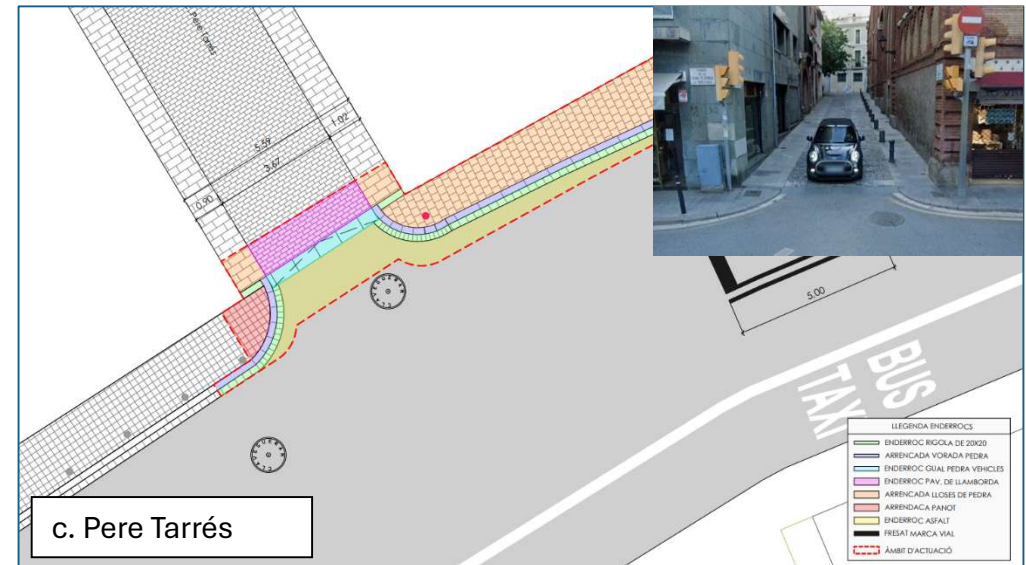 Pere Tarrés
5.59
1.02
3.67
0.90
CLAVEGUERAM
CLAVEGUERAM
5.00
BUS
TAXI
LLEGENDA ENDERROCS
ENDERROC RIGOLA DE 20X20
ARRENCADA VORADA PEDRA
ENDERROC GUAL PEDRA VEHICLES
ENDERROC PAV. DE LLAMBORDA
ARRENCADA LLOSES DE PEDRA
ARRENDACA PANOT
ENDERROC ASFALT
FRESAT MARCA VIAL
ÀMBIT D'ACTUACIÓ
c. Pere Tarrés